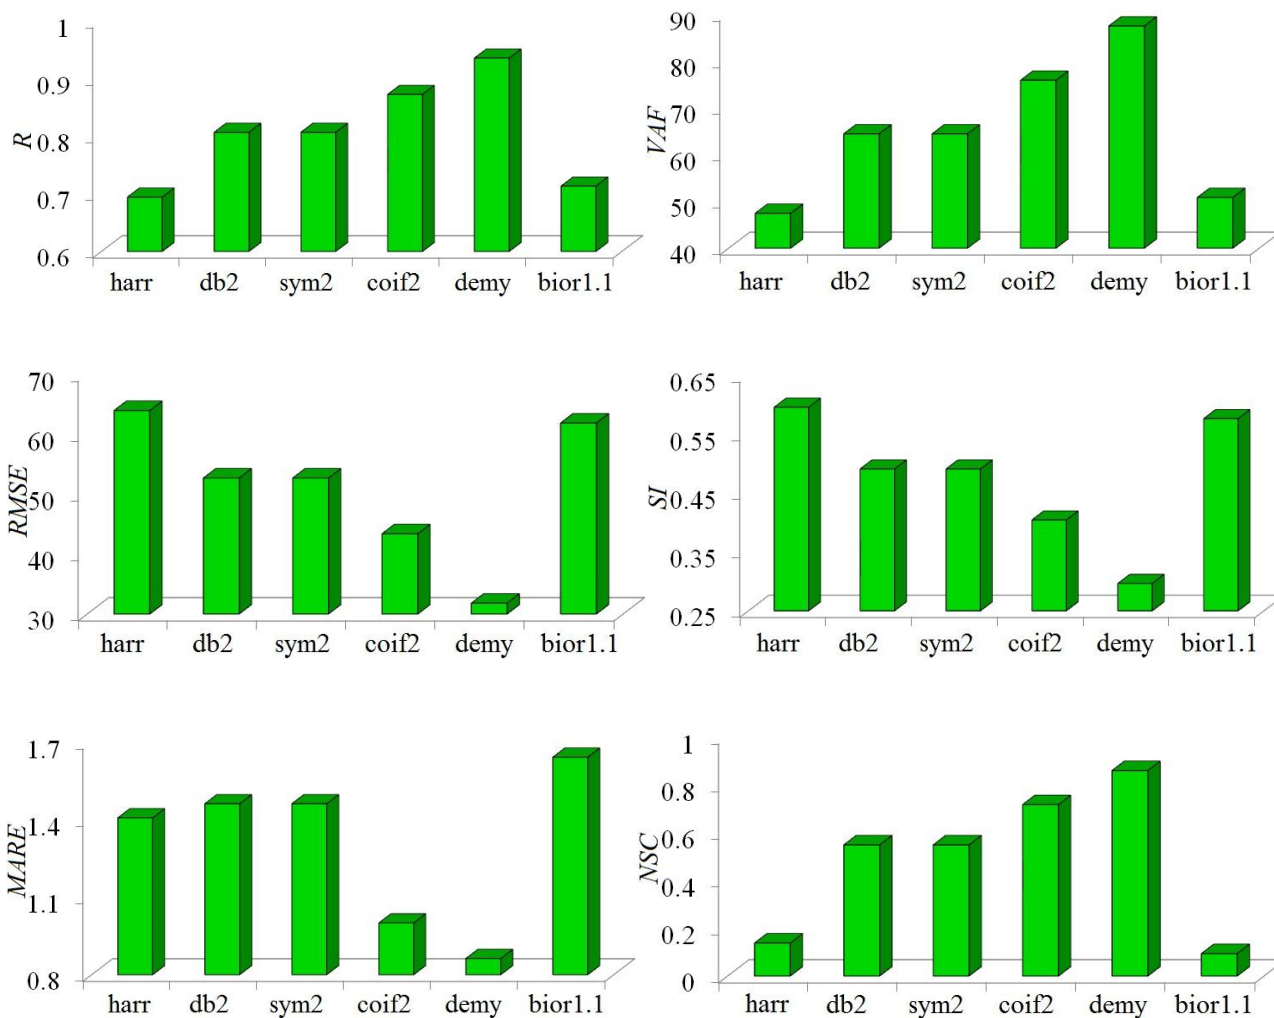 1
0.9
0.8
0.7
0.6
R
harr db2 sym2 coif2 demy bior1.1
90
80
70
60
50
40
VAF
harr db2 sym2 coif2 demy bior1.1
70
60
50
40
30
RMSE
harr db2 sym2 coif2 demy bior1.1
0.65
0.55
0.45
0.35
0.25
SI
harr db2 sym2 coif2 demy bior1.1
1.7
1.4
1.1
0.8
MARE
harr db2 sym2 coif2 demy bior1.1
1
0.8
0.6
0.4
0.2
0
NSC
harr db2 sym2 coif2 demy bior1.1